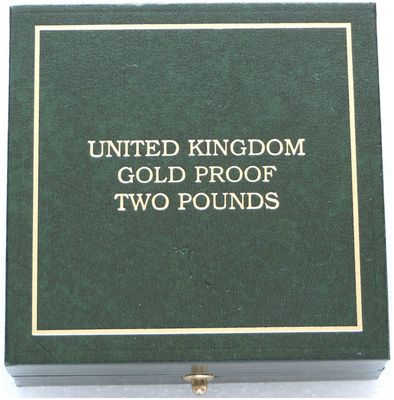 UNITED KINGDOM
GOLD PROOF
TWO POUNDS